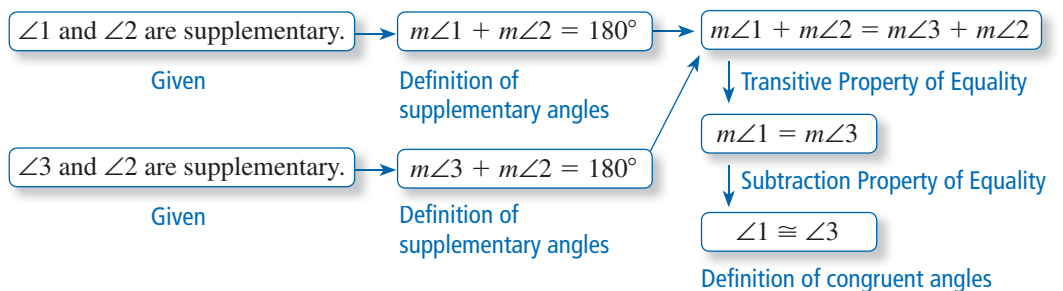 ∠1 and ∠2 are supplementary.
Given
m∠1 + m∠2 = 180°
Definition of
supplementary angles
m∠1 + m∠2 = m∠3 + m∠2
Transitive Property of Equality
∠3 and ∠2 are supplementary.
Given
m∠3 + m∠2 = 180°
Definition of
supplementary angles
m∠1 = m∠3
Subtraction Property of Equality
∠1 ≅ ∠3
Definition of congruent angles